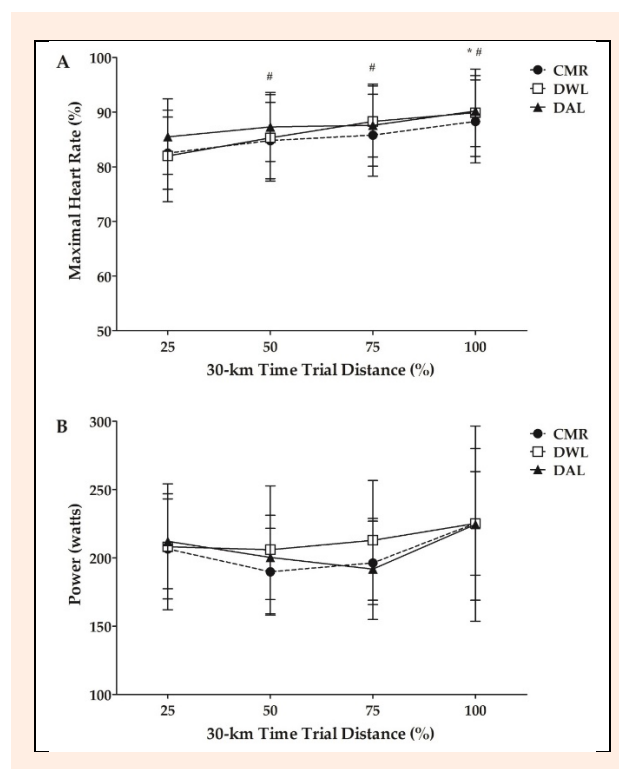 A
* #
#
#
CMR
DWL
DAL
Maximal Heart Rate (%)
100
90
80
70
60
50
25 50 75 100
30-km Time Trial Distance (%)
B
CMR
DWL
DAL
Power (watts)
300
250
200
150
100
25 50 75 100
30-km Time Trial Distance (%)